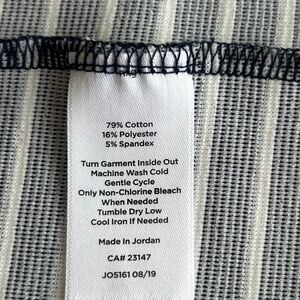 79% Cotton
16% Polyester
5% Spandex
Turn Garment Inside Out
Machine Wash Cold
Gentle Cycle
Only Non-Chlorine Bleach
When Needed
Tumble Dry Low
Cool Iron If Needed
Made In Jordan
CA# 23147
JO5161 08/19